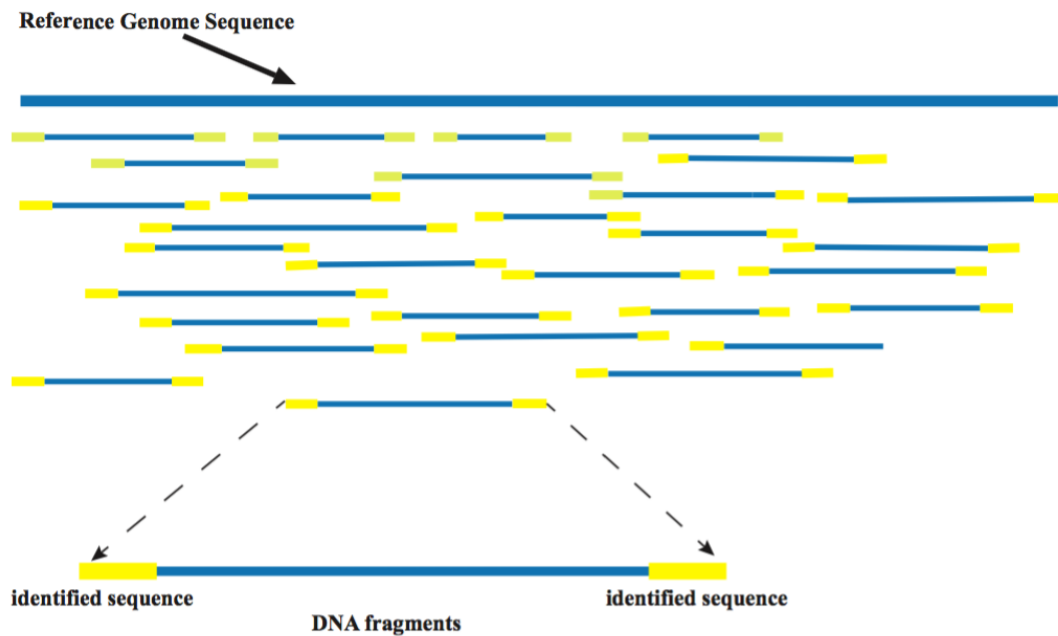 Reference Genome Sequence
identified sequence
identified sequence
DNA fragments